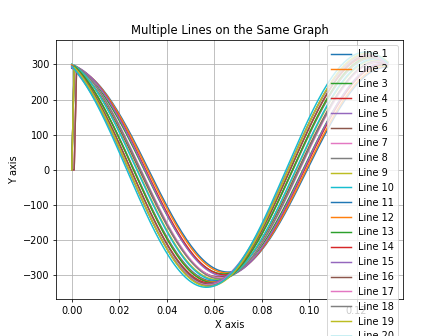 Multiple Lines on the Same Graph
Y axis
300
200
100
0
−100
−200
−300
0.00
0.02
0.04
0.06
0.08
0.10
X axis
Line 1
Line 2
Line 3
Line 4
Line 5
Line 6
Line 7
Line 8
Line 9
Line 10
Line 11
Line 12
Line 13
Line 14
Line 15
Line 16
Line 17
Line 18
Line 19
Line 20